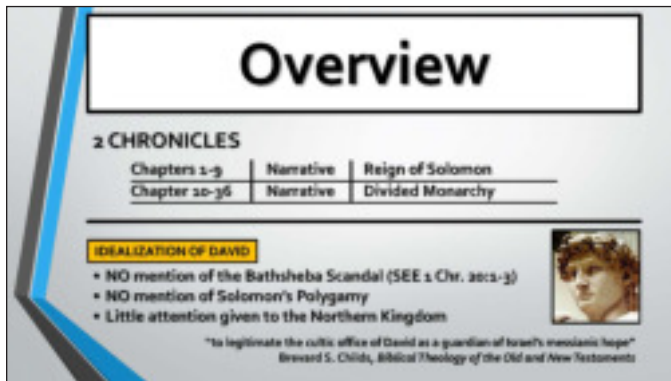 Overview
2 CHRONICLES
Chapters 1-9 Narrative Reign of Solomon
Chapter 10-36 Narrative Divided Monarchy
IDEALIZATION OF DAVID
• NO mention of the Bathsheba Scandal (SEE 1 Chr. 20:1-3)
• NO mention of Solomon's Polygamy
• Little attention given to the Northern Kingdom
"to legitimate the cultic office of David as a guardian of Israel's messianic hope"
Brevard S. Childs, Biblical Theology of the Old and New Testaments